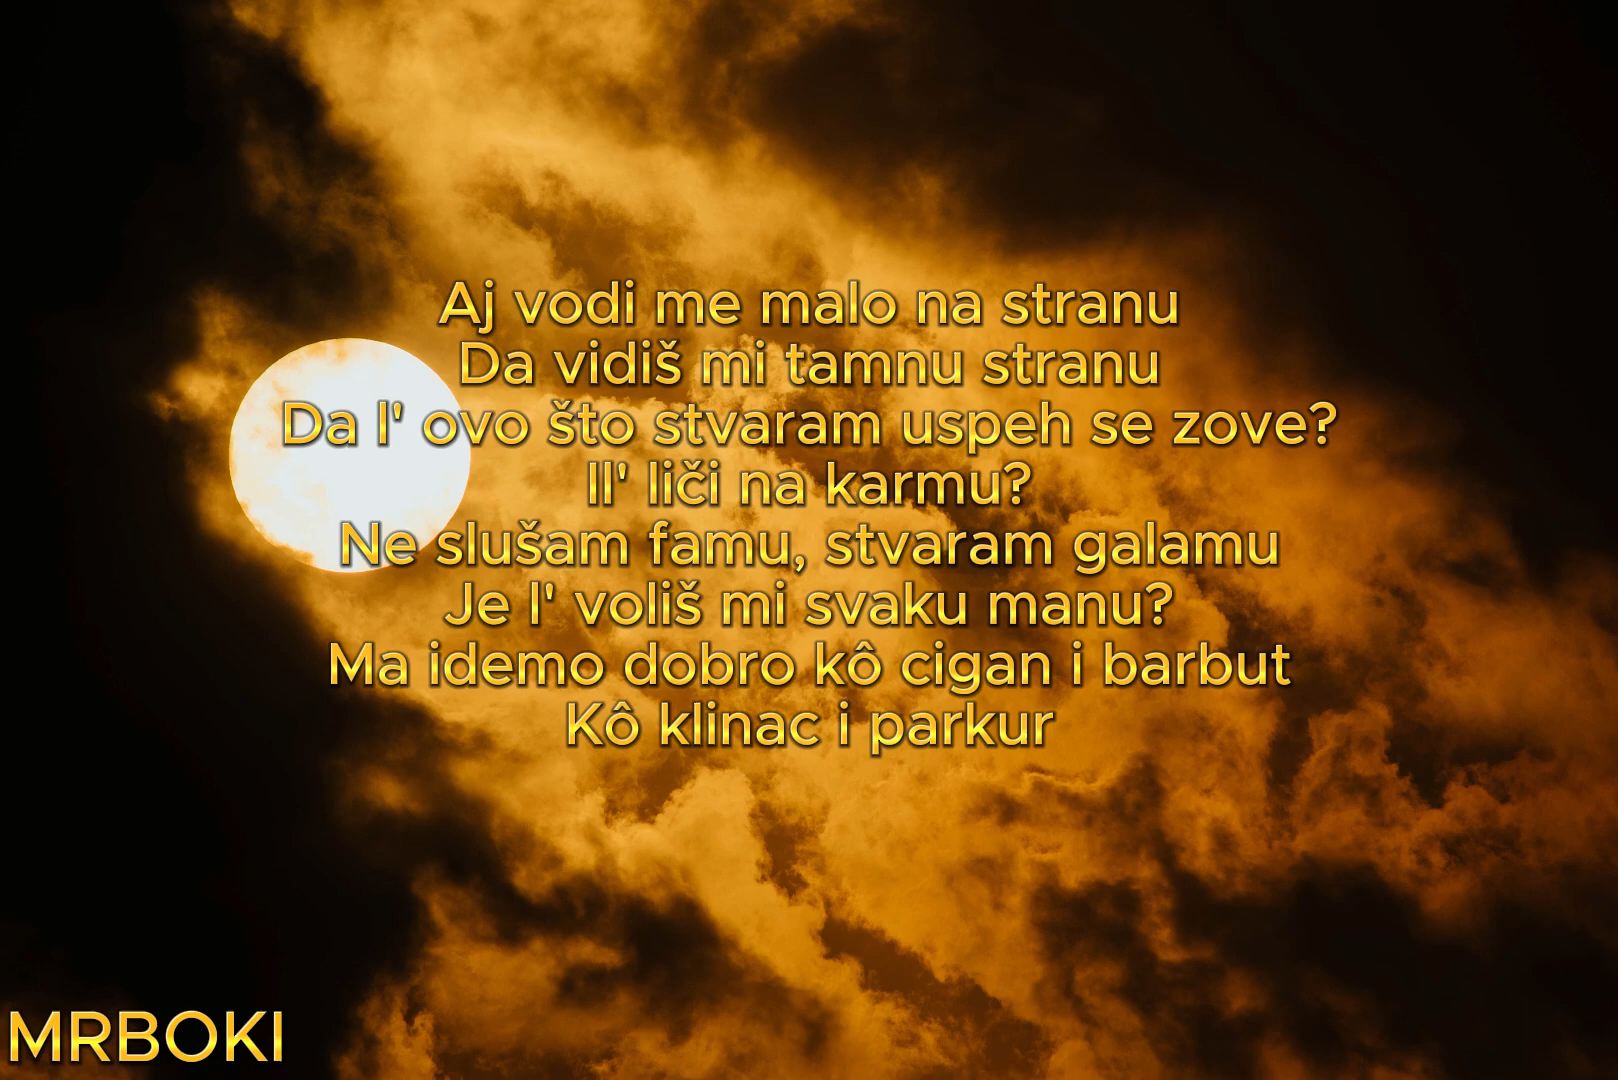 Aj vodi me malo na stranu
Da vidiš mi tamnu stranu
Da l' ovo što stvaram uspeh se zove?
Il' liči na karmu?
Ne slušam famu, stvaram galamu
Je l' voliš mi svaku manu?
Ma idemo dobro kô cigan i barbut
Kô klinac i parkur
MRBOKI